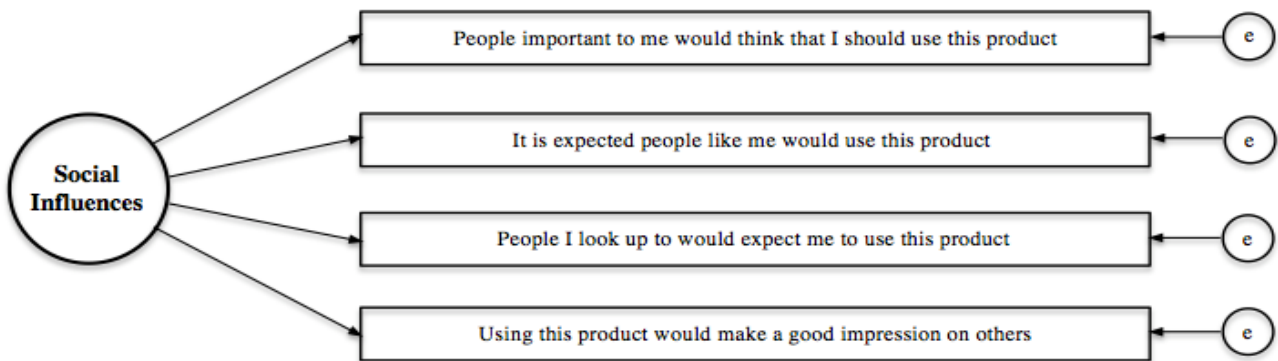 People important to me would think that I should use this product
e
It is expected people like me would use this product
e
Social
Influences
People I look up to would expect me to use this product
e
Using this product would make a good impression on others
e